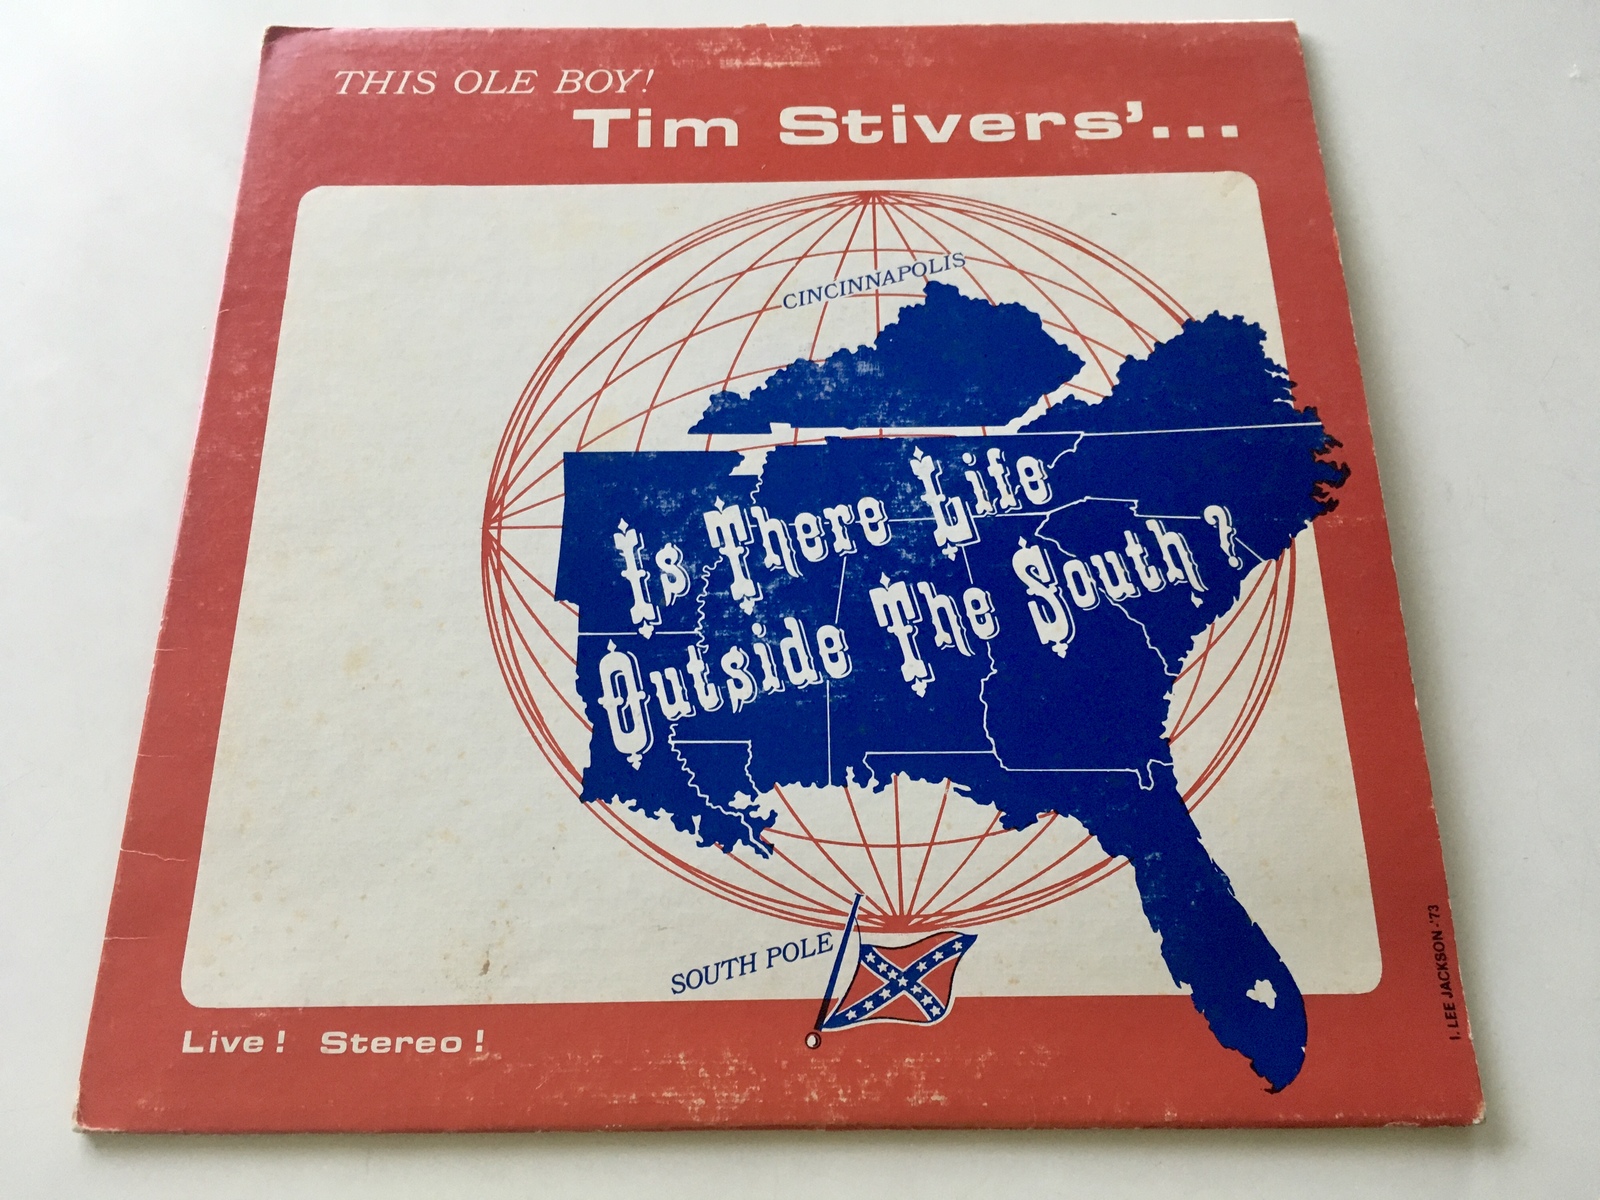 THIS OLE BOY!
Tim Stivers'...
CINCINNAPOLIS
Is There Life
Outside The South?
SOUTH POLE
Live! Stereo!
I. LEE JACKSON -'73